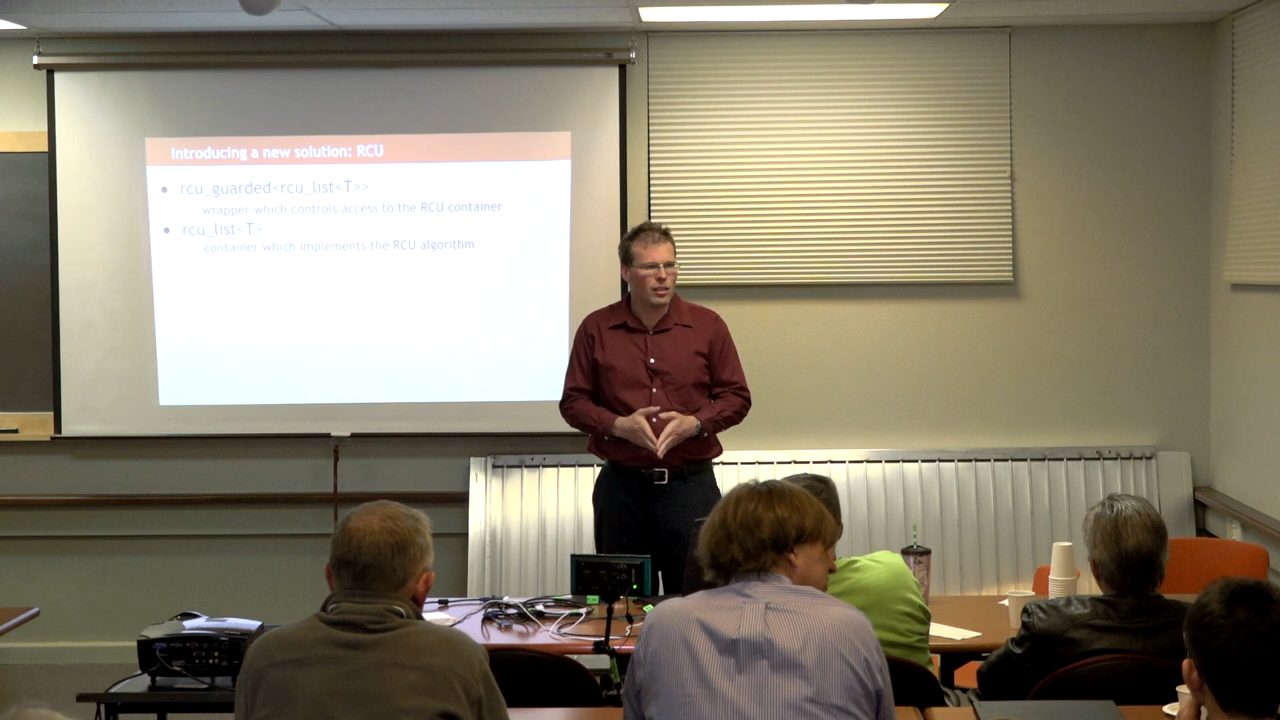 Introducing a new solution: RCU
rcu_guarded<rcu_list<T>>
wrapper which controls access to the RCU container
rcu_list<T>
container which implements the RCU algorithm